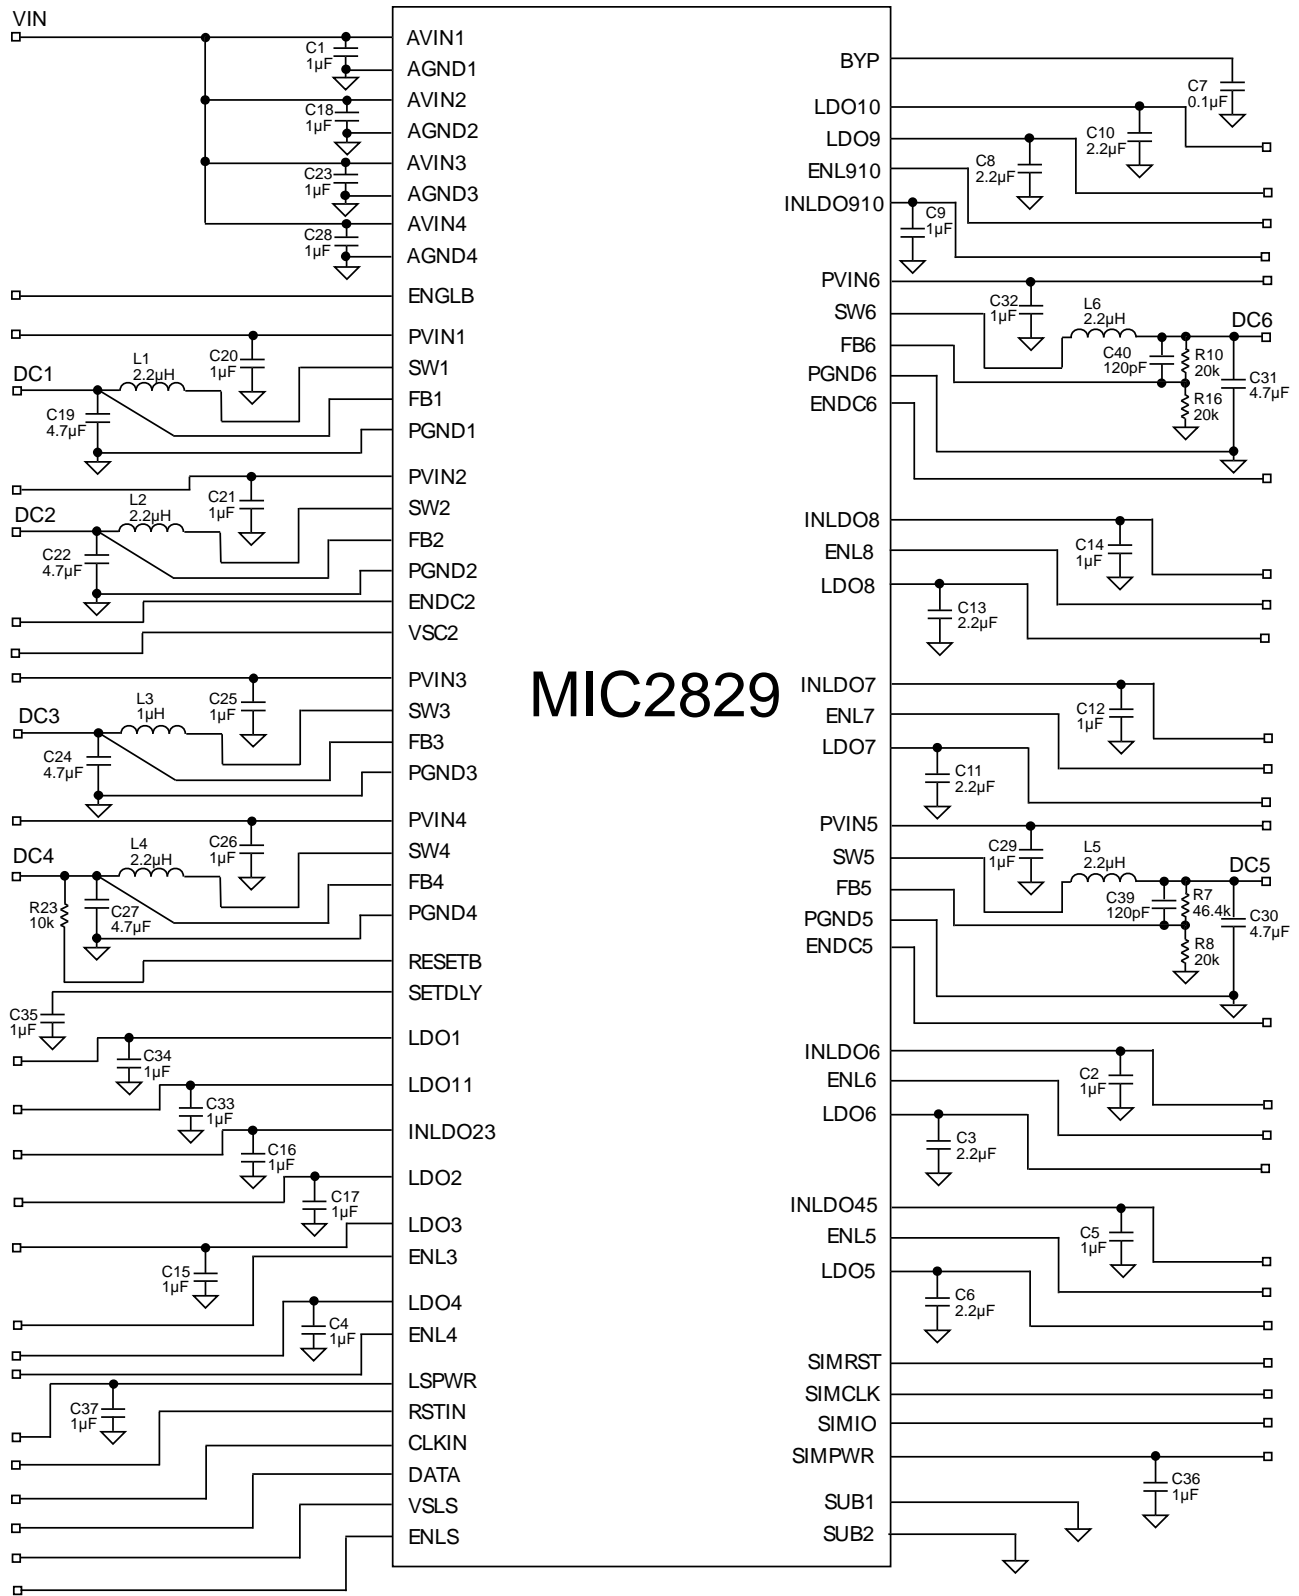 VIN
C1
1µF
C18
1µF
C23
1µF
C28
1µF
DC1
L1
2.2µH
C20
1µF
C19
4.7µF
DC2
L2
2.2µH
C21
1µF
C22
4.7µF
DC3
L3
1µH
C25
1µF
C24
4.7µF
DC4
L4
2.2µH
C26
1µF
R23
10k
C27
4.7µF
C35
1µF
C34
1µF
C33
1µF
C16
1µF
C17
1µF
C15
1µF
C4
1µF
C37
1µF
AVIN1
AGND1
AVIN2
AGND2
AVIN3
AGND3
AVIN4
AGND4
ENGLB
PVIN1
SW1
FB1
PGND1
PVIN2
SW2
FB2
PGND2
ENDC2
VSC2
PVIN3
SW3
FB3
PGND3
PVIN4
SW4
FB4
PGND4
RESETB
SETDLY
LDO1
LDO11
INLDO23
LDO2
LDO3
ENL3
LDO4
ENL4
LSPWR
RSTIN
CLKIN
DATA
VSLS
ENLS
MIC2829
BYP
LDO10
LDO9
ENL910
INLDO910
PVIN6
SW6
FB6
PGND6
ENDC6
INLDO8
ENL8
LDO8
INLDO7
ENL7
LDO7
PVIN5
SW5
FB5
PGND5
ENDC5
INLDO6
ENL6
LDO6
INLDO45
ENL5
LDO5
SIMRST
SIMCLK
SIMIO
SIMPWR
SUB1
SUB2
C7
0.1µF
C10
2.2µF
C8
2.2µF
C9
1µF
C32
1µF
L6
2.2µH
DC6
C40
120pF
R10
20k
C31
4.7µF
R16
20k
C14
1µF
C13
2.2µF
C12
1µF
C11
2.2µF
C29
1µF
L5
2.2µH
DC5
C39
120pF
R7
46.4k
C30
4.7µF
R8
20k
C2
1µF
C3
2.2µF
C5
1µF
C6
2.2µF
C36
1µF